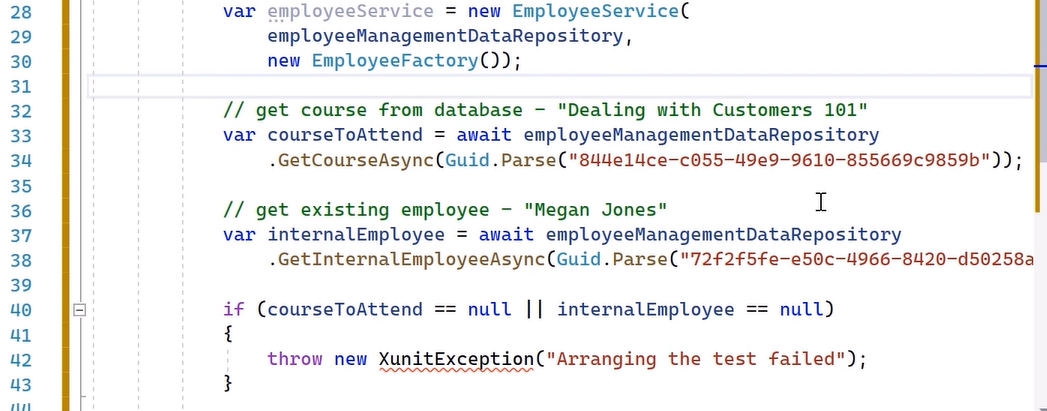 28 var employeeService = new EmployeeService(
29 employeeManagementDataRepository,
30 new EmployeeFactory());
31
32 // get course from database - "Dealing with Customers 101"
33 var courseToAttend = await employeeManagementDataRepository
34 .GetCourseAsync(Guid.Parse("844e14ce-c055-49e9-9610-855669c9859b"));
35
36 // get existing employee - "Megan Jones"
37 var internalEmployee = await employeeManagementDataRepository
38 .GetInternalEmployeeAsync(Guid.Parse("72f2f5fe-e50c-4966-8420-d50258a
39
40 if (courseToAttend == null || internalEmployee == null)
41 {
42 throw new XunitException("Arranging the test failed");
43 }